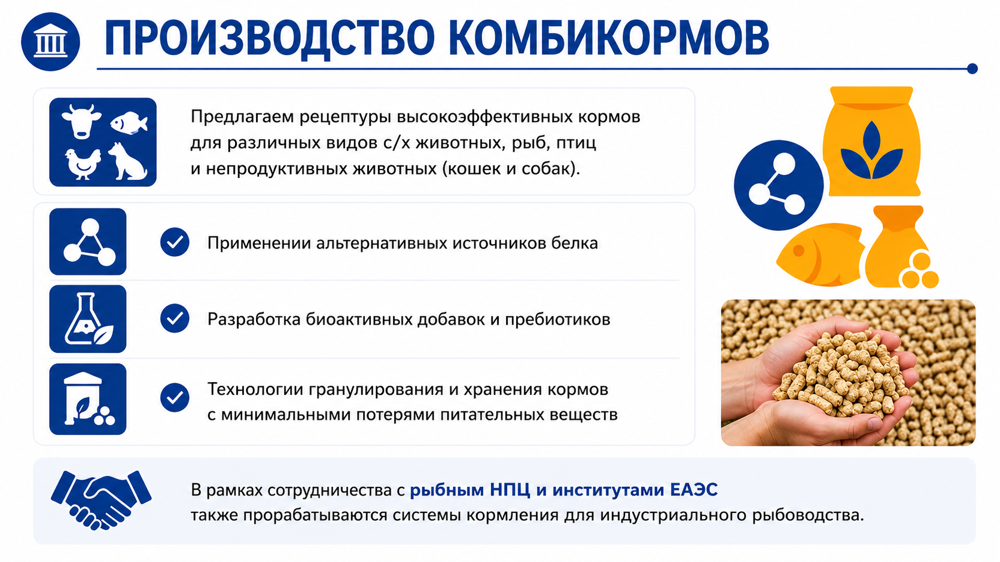 ПРОИЗВОДСТВО КОМБИКОРМОВ
Предлагаем рецептуры высокоэффективных кормов
для различных видов с/х животных, рыб, птиц
и непродуктивных животных (кошек и собак).
Применении альтернативных источников белка
Разработка биоактивных добавок и пребиотиков
Технологии гранулирования и хранения кормов
с минимальными потерями питательных веществ
В рамках сотрудничества с рыбным НПЦ и институтами ЕАЭС
также прорабатываются системы кормления для индустриального рыбоводства.